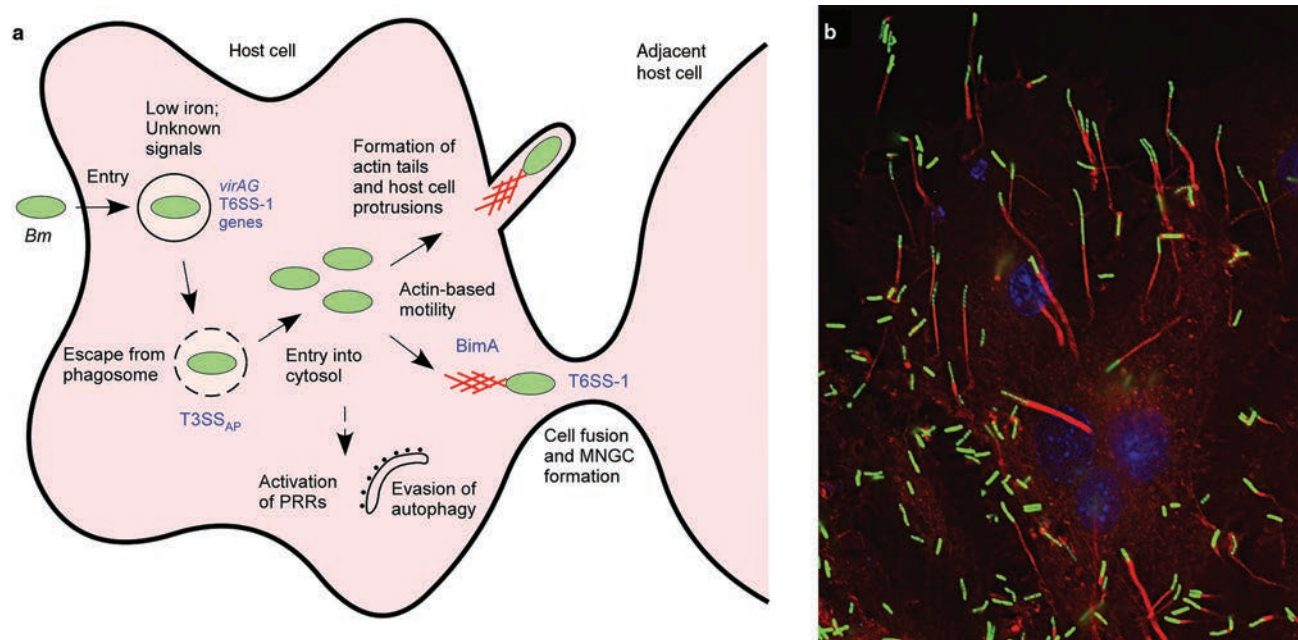 a
Host cell
Adjacent
host cell
Low iron;
Unknown
signals
Entry
Bm
virAG
T6SS-1
genes
Formation of
actin tails
and host cell
protrusions
Escape from
phagosome
T3SSAP
Entry into
cytosol
Actin-based
motility
BimA
T6SS-1
Cell fusion
and MNGC
formation
Activation
of PRRs
Evasion of
autophagy
b